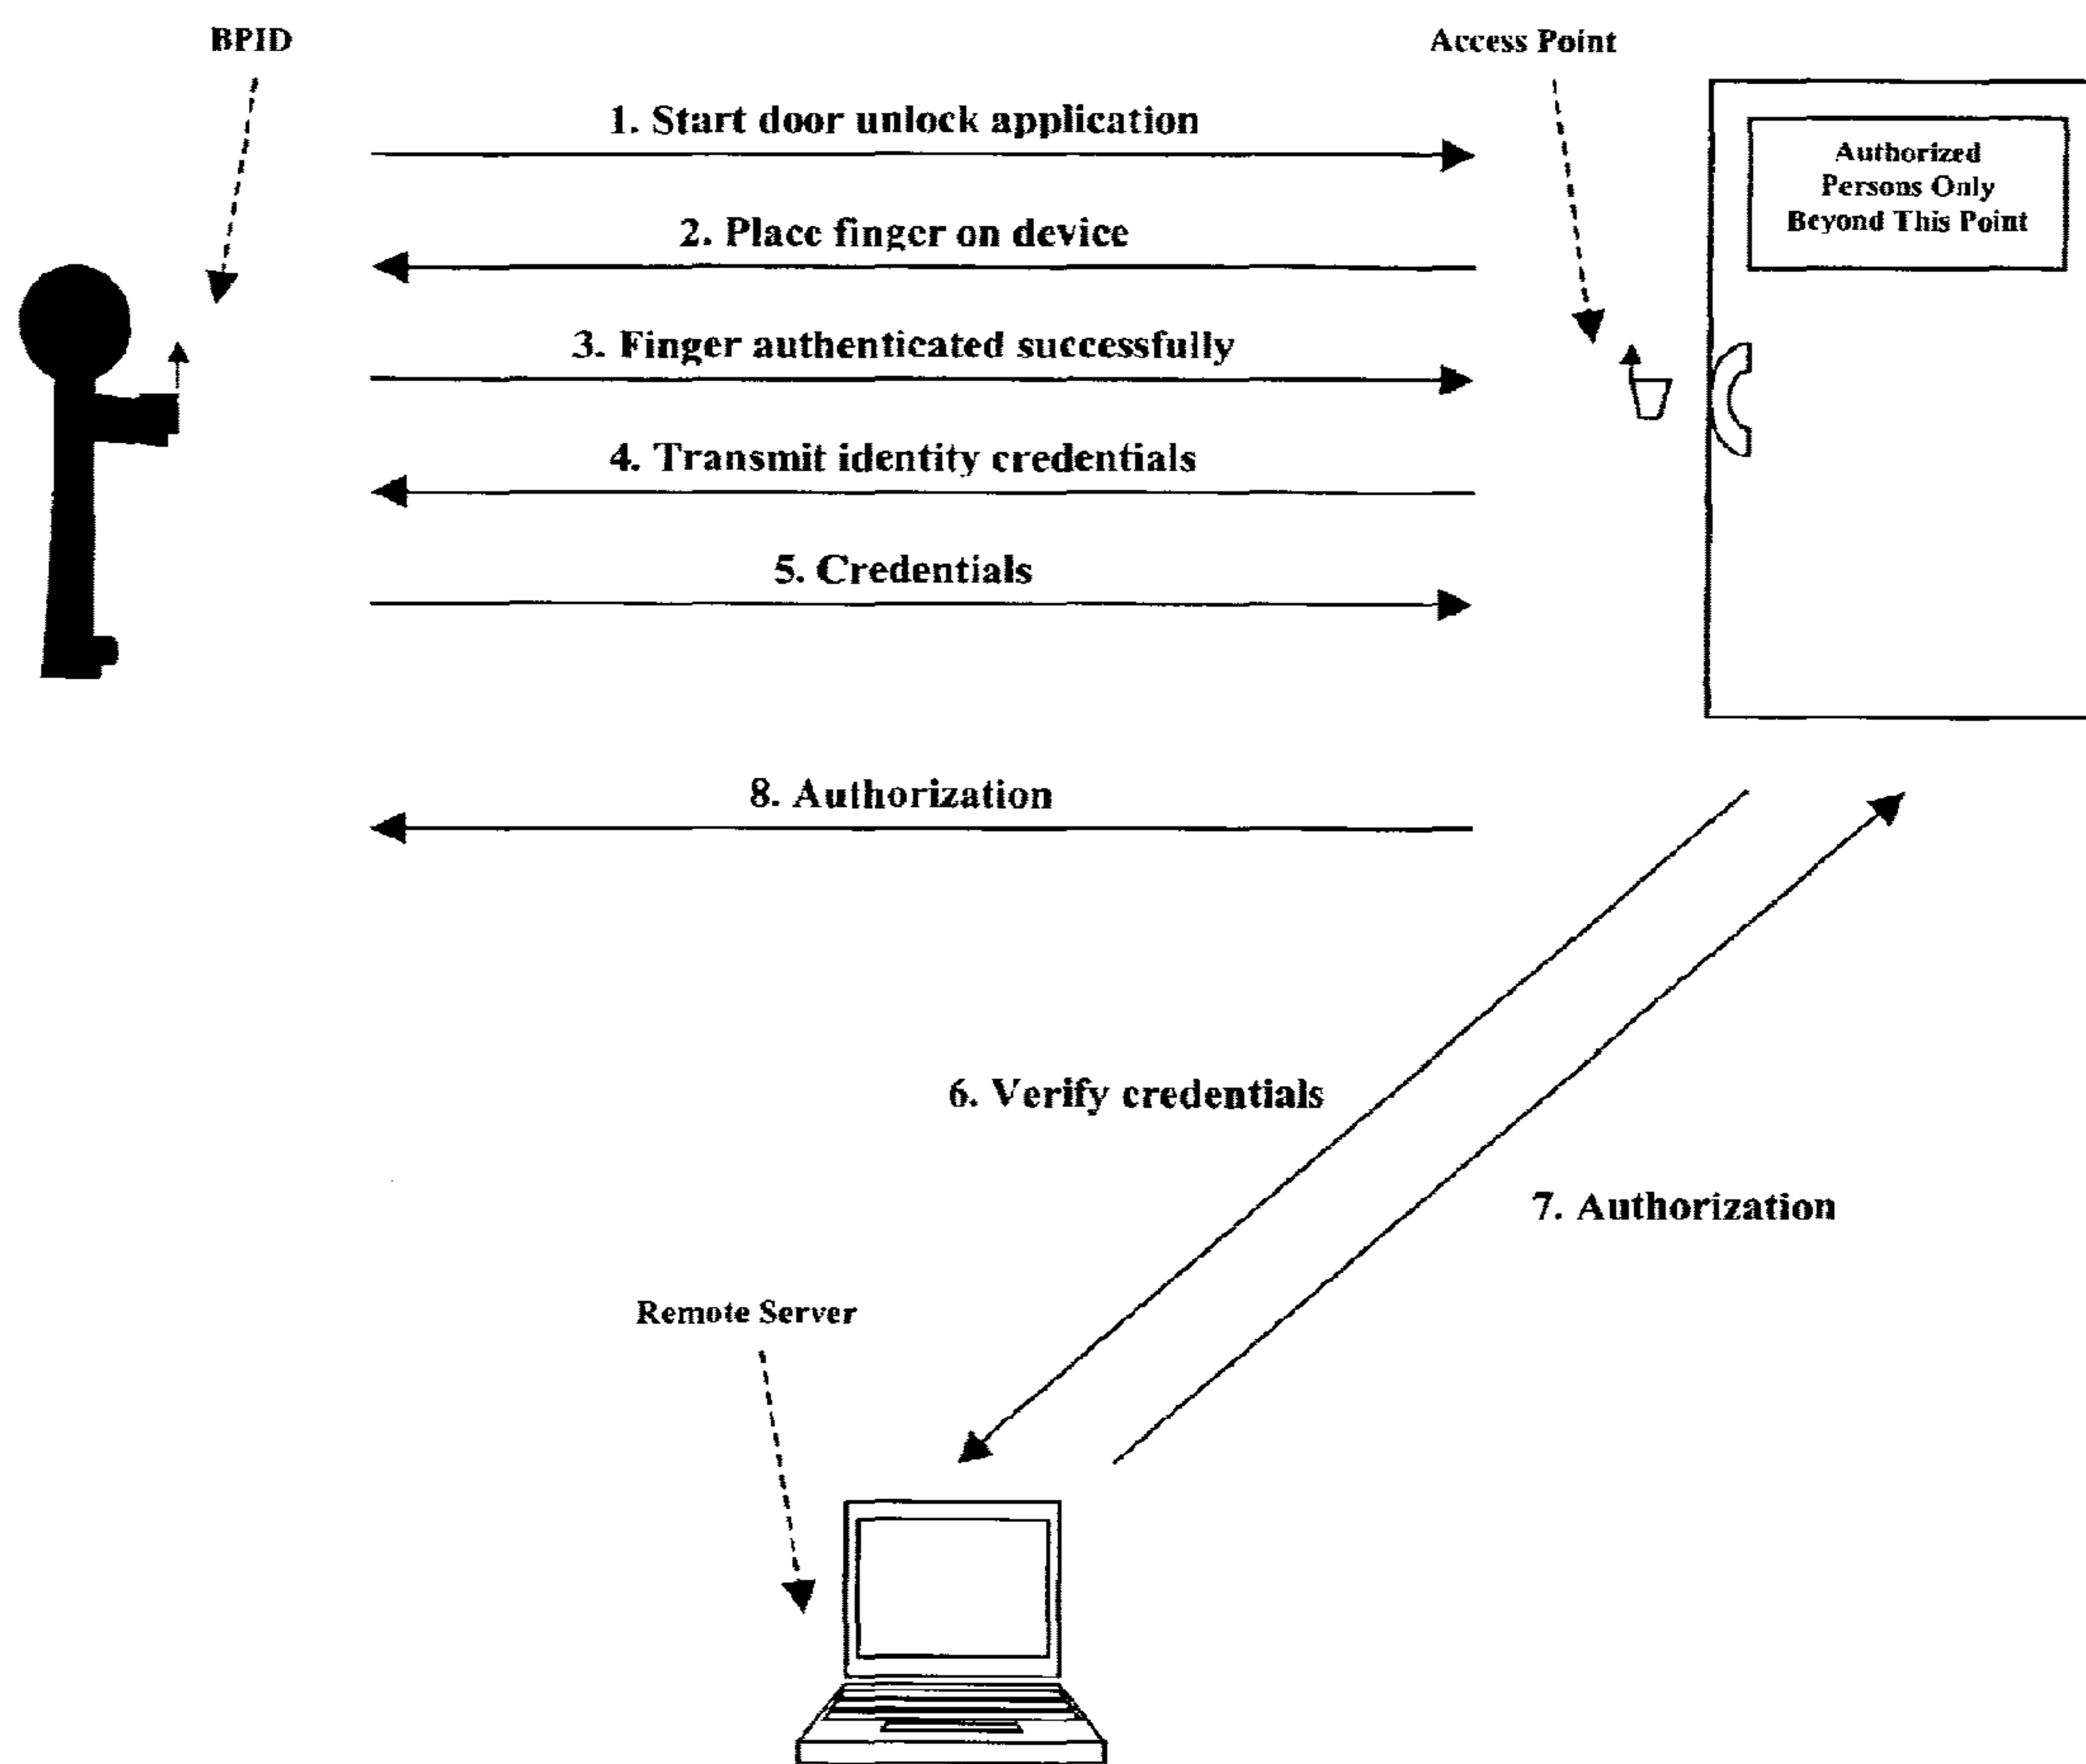 BPID
Access Point
1. Start door unlock application
Authorized
Persons Only
Beyond This Point
2. Place finger on device
3. Finger authenticated successfully
4. Transmit identity credentials
5. Credentials
8. Authorization
6. Verify credentials
7. Authorization
Remote Server